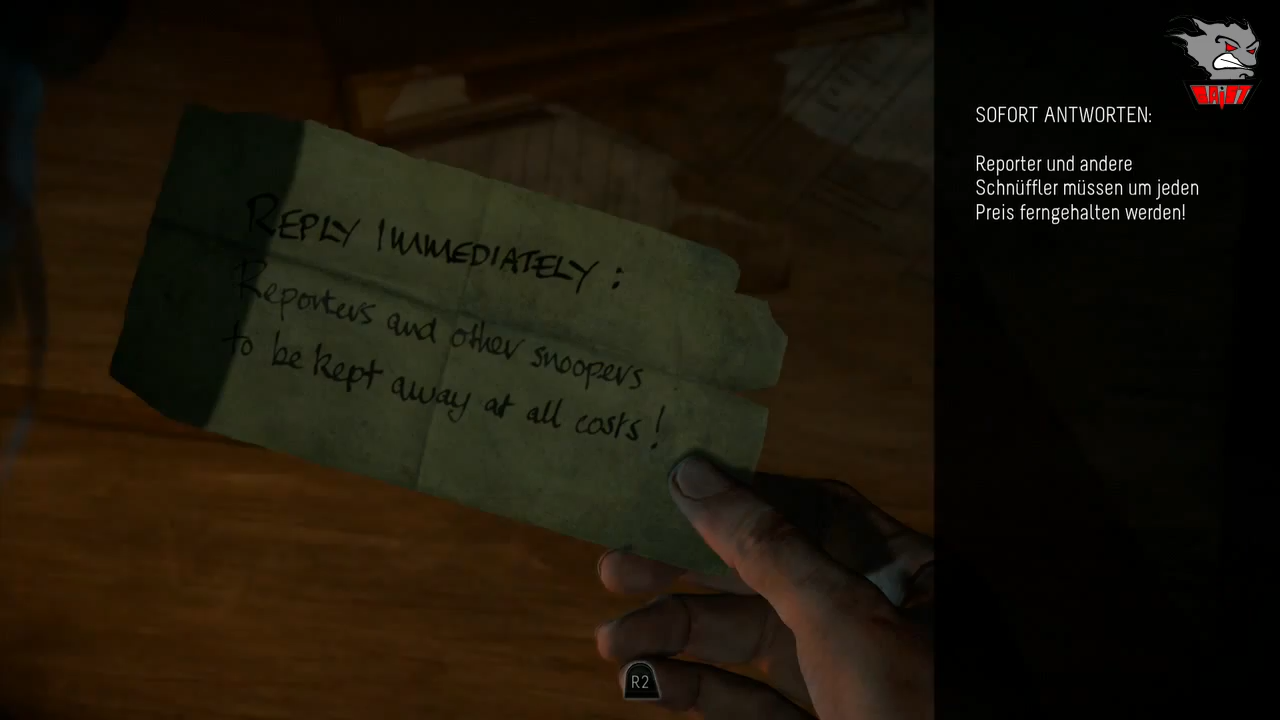 REPLY IMMEDIATELY :
Reporters and other snoopers
to be kept away at all costs !
SOFORT ANTWORTEN:
Reporter und andere
Schnüffler müssen um jeden
Preis ferngehalten werden!
R2